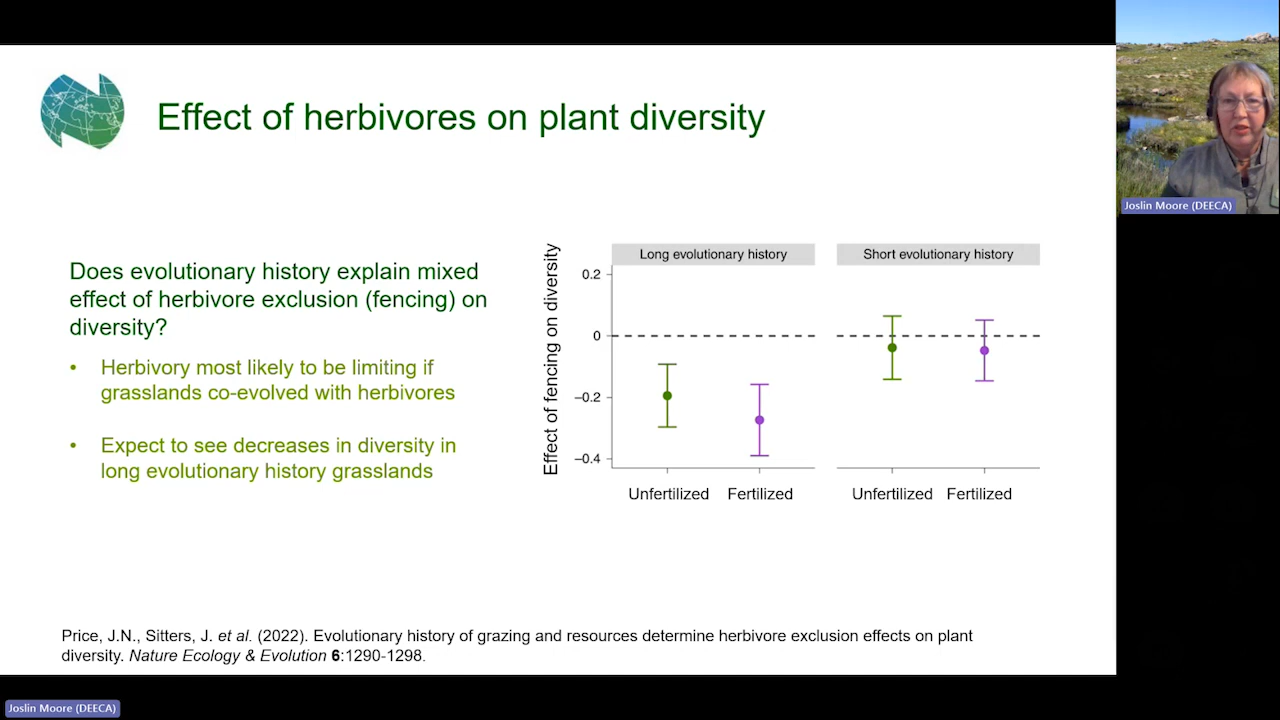 Effect of herbivores on plant diversity
Does evolutionary history explain mixed
effect of herbivore exclusion (fencing) on
diversity?
• Herbivory most likely to be limiting if
grasslands co-evolved with herbivores
• Expect to see decreases in diversity in
long evolutionary history grasslands
Effect of fencing on diversity
Long evolutionary history
Short evolutionary history
0.2
0
–0.2
–0.4
Unfertilized Fertilized
Unfertilized Fertilized
Price, J.N., Sitters, J. et al. (2022). Evolutionary history of grazing and resources determine herbivore exclusion effects on plant
diversity. Nature Ecology & Evolution 6:1290-1298.
Joslin Moore (DEECA)
Joslin Moore (DEECA)